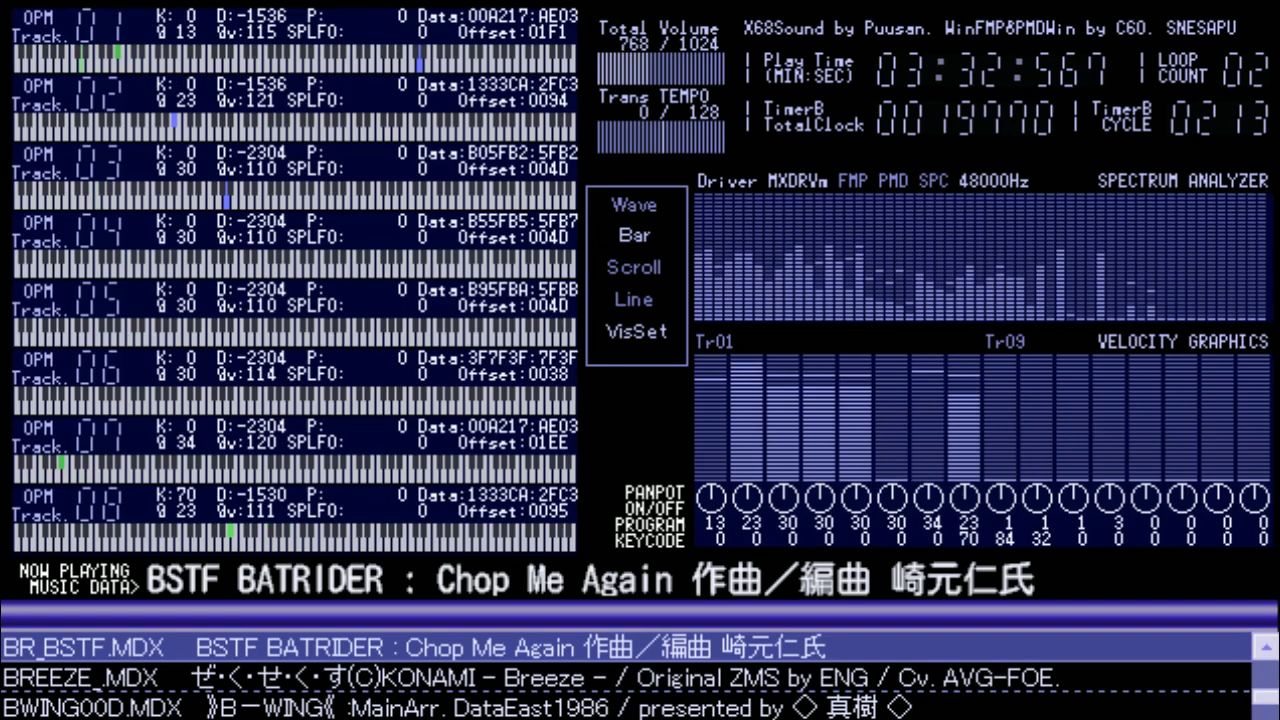 OPM K: 0 D:-1536 P: 0 Data:00A217:AE03
Track. 01 @ 13 @v:115 SPLFO: 0 Offset:01F1
OPM K: 0 D:-1536 P: 0 Data:1333CA:2FC3
Track. 02 @ 23 @v:121 SPLFO: 0 Offset:0094
OPM K: 0 D:-2304 P: 0 Data:B05FB2:5FB2
Track. 03 @ 30 @v:110 SPLFO: 0 Offset:004D
OPM K: 0 D:-2304 P: 0 Data:B55FB5:5FB7
Track. 04 @ 30 @v:110 SPLFO: 0 Offset:004D
OPM K: 0 D:-2304 P: 0 Data:B95FBA:5FBB
Track. 05 @ 30 @v:110 SPLFO: 0 Offset:004D
OPM K: 0 D:-2304 P: 0 Data:3F7F3F:7F3F
Track. 06 @ 30 @v:114 SPLFO: 0 Offset:0038
OPM K: 0 D:-2304 P: 0 Data:00A217:AE03
Track. 07 @ 34 @v:120 SPLFO: 0 Offset:01EE
OPM K:70 D:-1530 P: 0 Data:1333CA:2FC3
Track. 08 @ 23 @v:111 SPLFO: 0 Offset:0095
Total Volume
768 / 1024
Trans TEMPO
0 / 128
X68Sound by Puusan. WinFMP&PMDWin by C60. SNESAPU
Play Time (MIN:SEC) 03:32:567 LOOP COUNT 02
TimerB TotalClock 0019770 TimerB CYCLE 0213
Wave
Bar
Scroll
Line
VisSet
Driver MXDRVm FMP PMD SPC 48000Hz SPECTRUM ANALYZER
Tr01 Tr09 VELOCITY GRAPHICS
PANPOT
ON/OFF
PROGRAM 13 23 30 30 30 30 34 23 1 1 1 3 0 0 0 0
KEYCODE 0 0 0 0 0 0 0 70 84 32 0 0 0 0 0 0
NOW PLAYING
MUSIC DATA> BSTF BATRIDER : Chop Me Again 作曲／編曲 崎元仁氏
BR_BSTF.MDX BSTF BATRIDER : Chop Me Again 作曲／編曲 崎元仁氏
BREEZE_.MDX ぜ・く・せ・く・す(C)KONAMI - Breeze - / Original ZMS by ENG / Cv. AVG-FOE.
BWING00D.MDX 》B－WING《 :MainArr. DataEast1986 / presented by ◇ 真樹 ◇